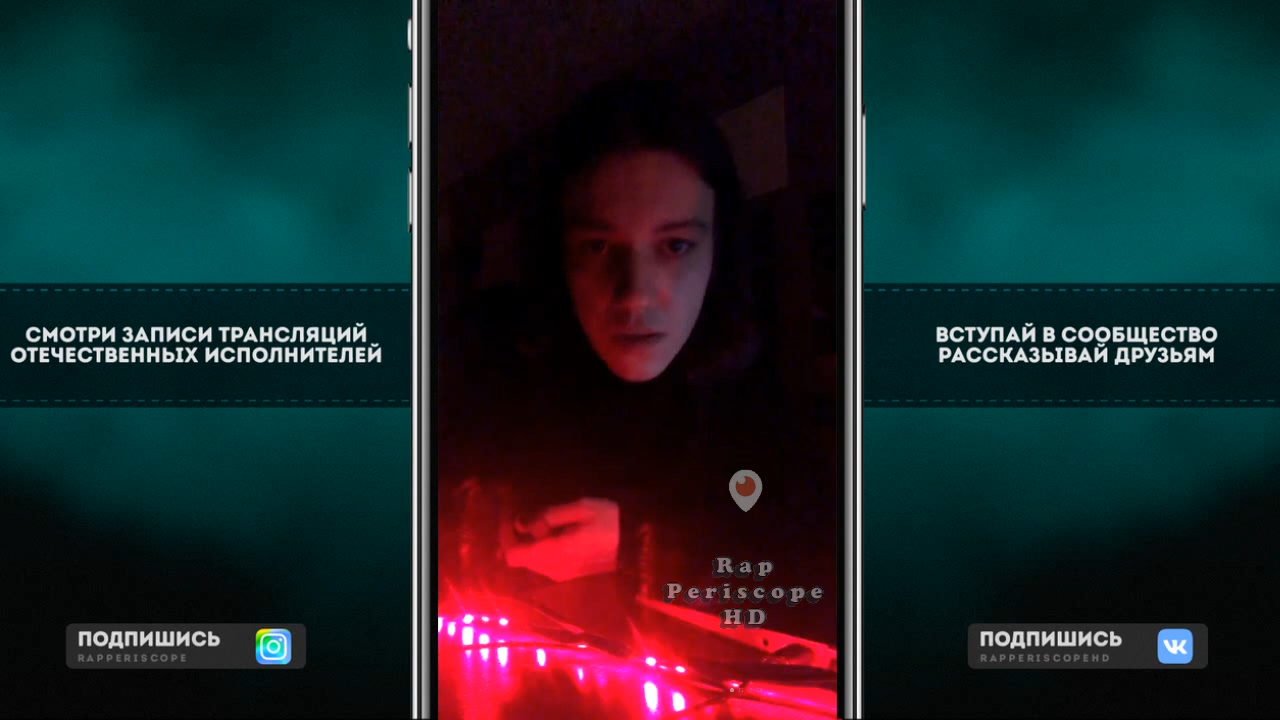 СМОТРИ ЗАПИСИ ТРАНСЛЯЦИЙ
ОТЕЧЕСТВЕННЫХ ИСПОЛНИТЕЛЕЙ
ВСТУПАЙ В СООБЩЕСТВО
РАССКАЗЫВАЙ ДРУЗЬЯМ
Rap
Periscope
HD
ПОДПИШИСЬ
RAPPERISCOPE
ПОДПИШИСЬ
RAPPERISCOPEHD